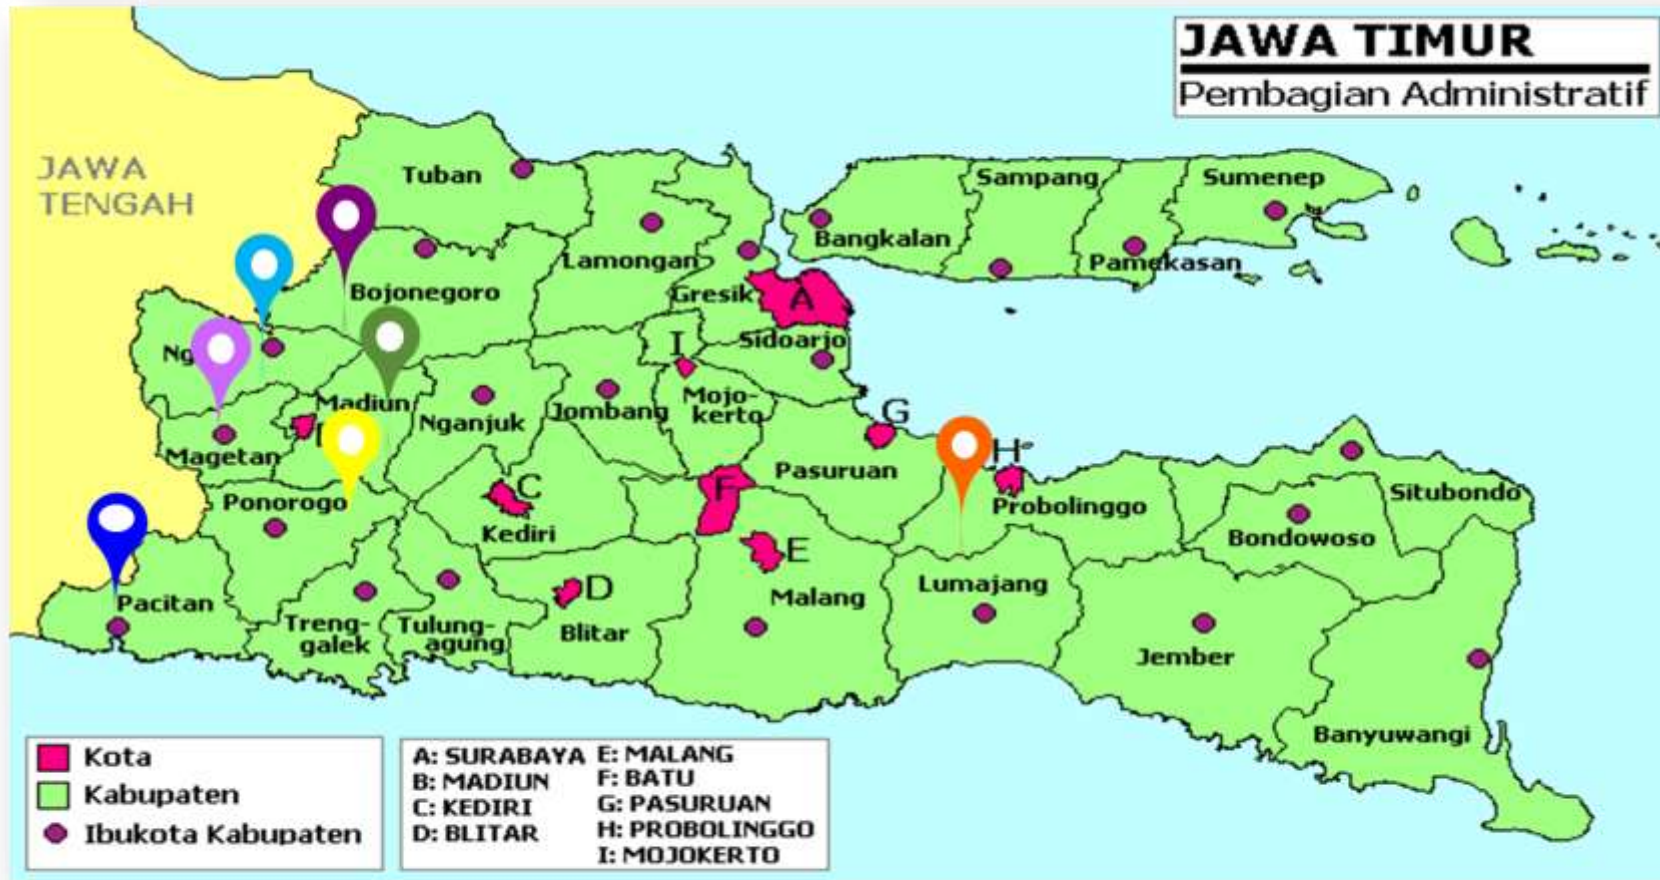 JAWA TIMUR
Pembagian Administratif
JAWA
TENGAH
Tuban
Sampang
Sumenep
Bangkalan
Lamongan
Pamekasan
Bojonegoro
Gresik
A
I
Sidoarjo
Madiun
Nganjuk
Jombang
Mojo-
kerto
G
Magetan
Pasuruan
H
Ponorogo
C
F
Probolinggo
Situbondo
Kediri
Bondowoso
E
D
Lumajang
Pacitan
Malang
Treng-
galek
Tulung-
agung
Blitar
Jember
Banyuwangi
Kota
Kabupaten
Ibukota Kabupaten
A: SURABAYA
B: MADIUN
C: KEDIRI
D: BLITAR
E: MALANG
F: BATU
G: PASURUAN
H: PROBOLINGGO
I: MOJOKERTO